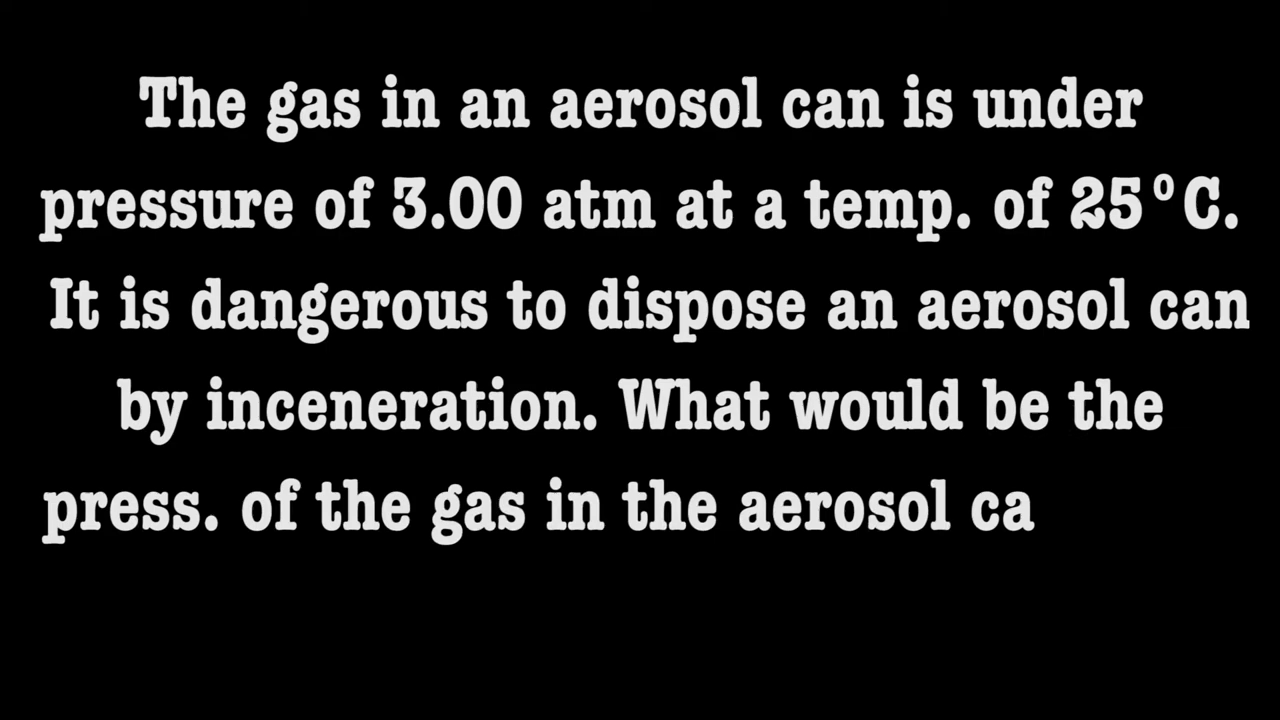 The gas in an aerosol can is under
pressure of 3.00 atm at a temp. of 25°C.
It is dangerous to dispose an aerosol can
by inceneration. What would be the
press. of the gas in the aerosol ca